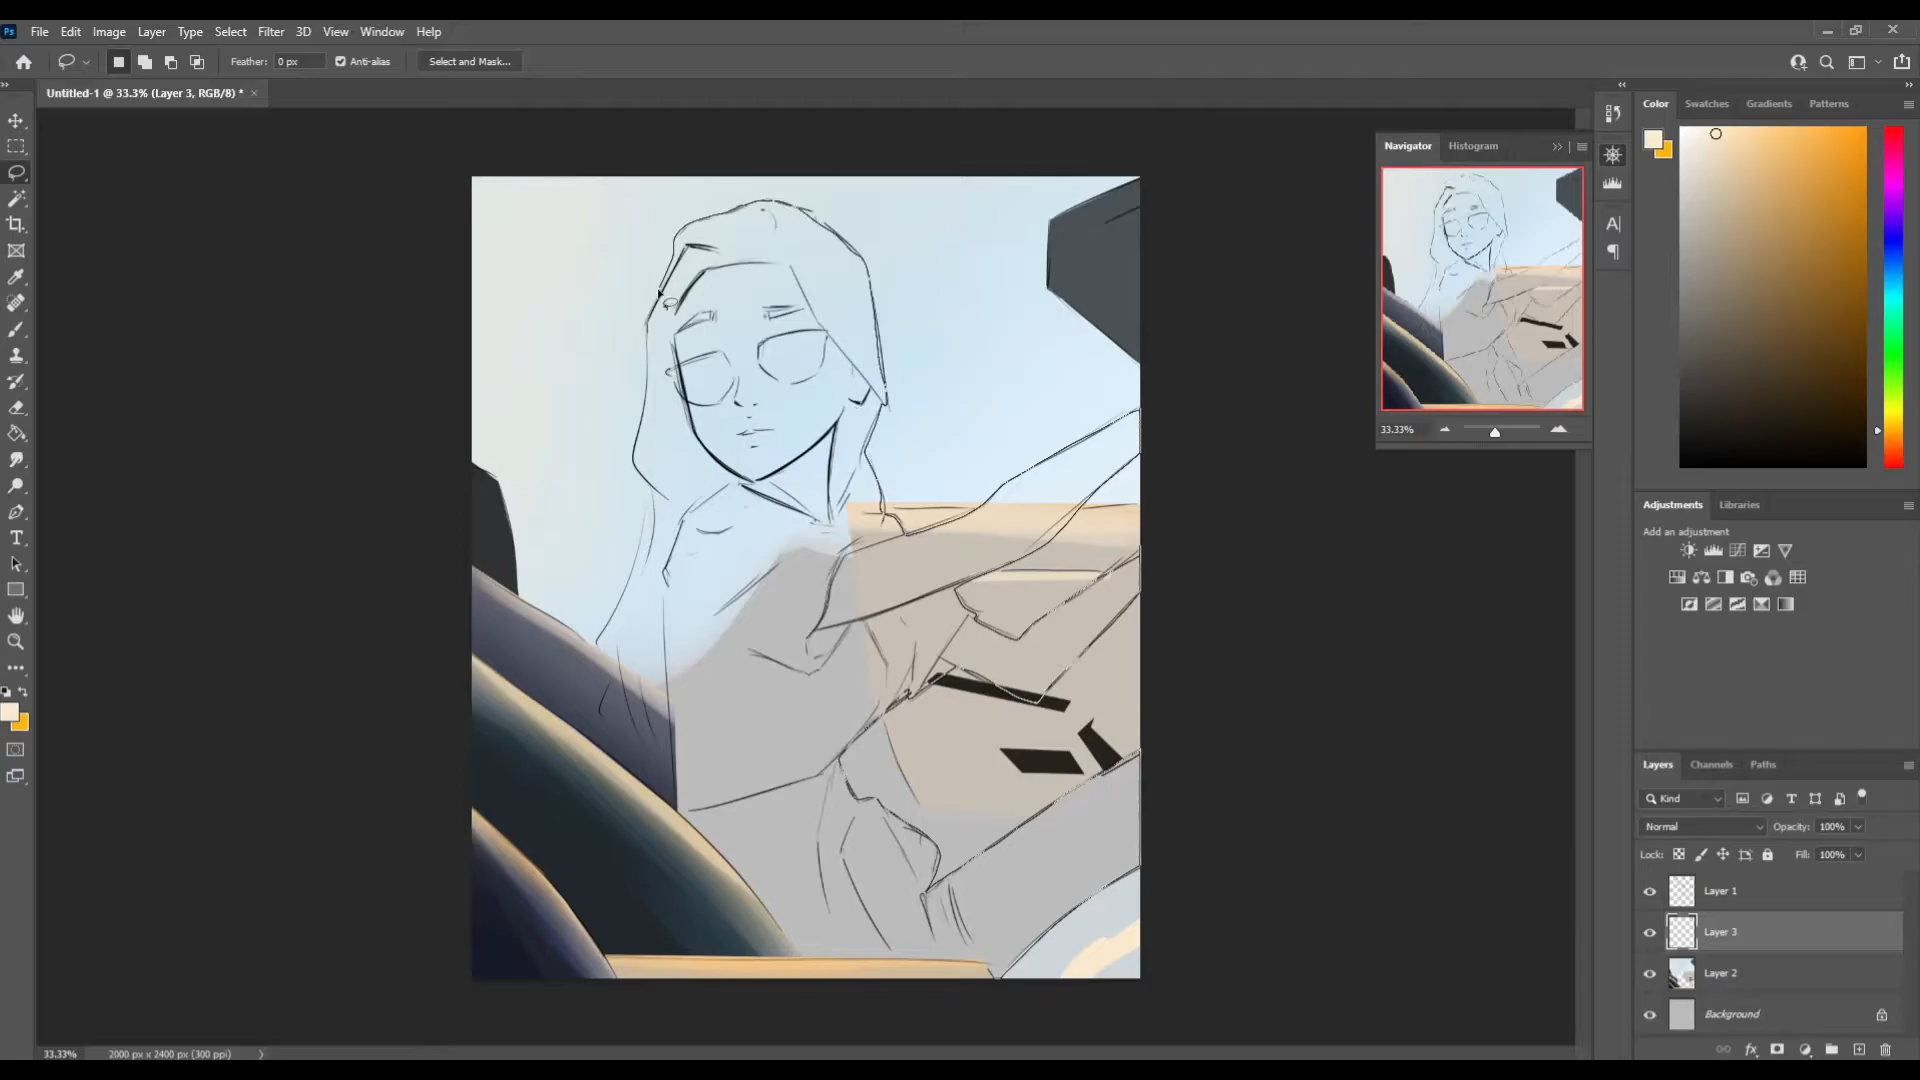 Ps File Edit Image Layer Type Select Filter 3D View Window Help
Feather: 0 px Anti-alias Select and Mask...
Untitled-1 @ 33.3% (Layer 3, RGB/8) * ×
Color Swatches Gradients Patterns
Navigator Histogram
33.33%
Adjustments Libraries
Add an adjustment
Layers Channels Paths
Kind
Normal Opacity: 100%
Lock: Fill: 100%
Layer 1
Layer 3
Layer 2
Background
fx
33.33% 2000 px x 2400 px (300 ppi)